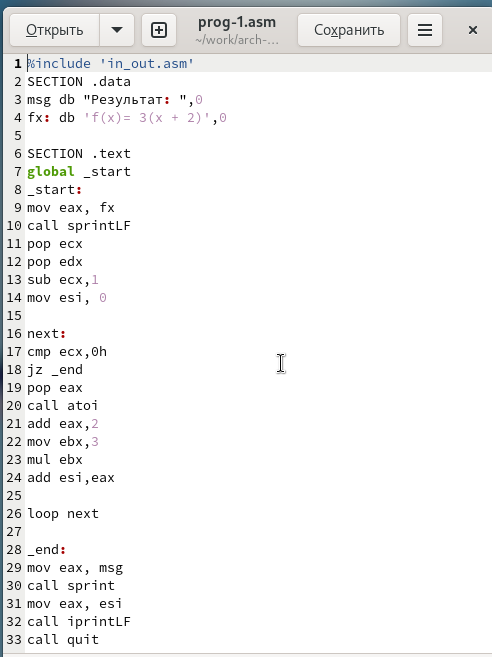 Открыть
prog-1.asm
~/work/arch-...
Сохранить
1 %include 'in_out.asm'
2 SECTION .data
3 msg db "Результат: ",0
4 fx: db 'f(x)= 3(x + 2)',0
5
6 SECTION .text
7 global _start
8 _start:
9 mov eax, fx
10 call sprintLF
11 pop ecx
12 pop edx
13 sub ecx,1
14 mov esi, 0
15
16 next:
17 cmp ecx,0h
18 jz _end
19 pop eax
20 call atoi
21 add eax,2
22 mov ebx,3
23 mul ebx
24 add esi,eax
25
26 loop next
27
28 _end:
29 mov eax, msg
30 call sprint
31 mov eax, esi
32 call iprintLF
33 call quit